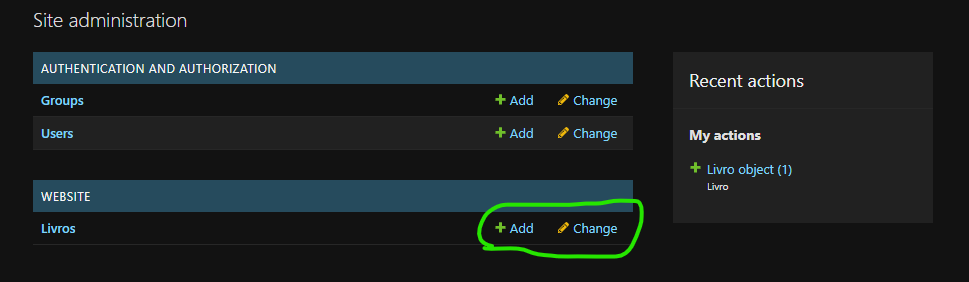 Site administration
AUTHENTICATION AND AUTHORIZATION
Groups Add Change
Users Add Change
WEBSITE
Livros Add Change
Recent actions
My actions
Livro object (1)
Livro